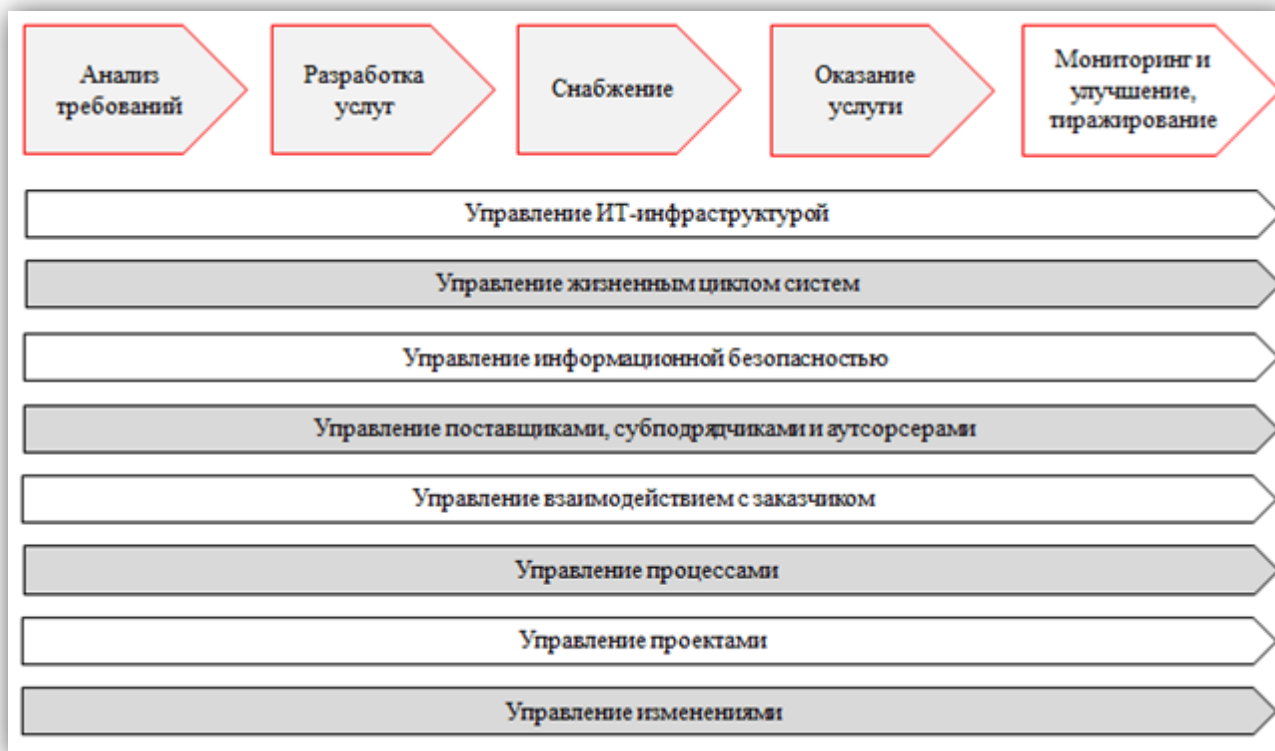 Анализ
требований
Разработка
услуг
Снабжение
Оказание
услуги
Мониторинг и
улучшение,
тиражирование
Управление ИТ-инфраструктурой
Управление жизненным циклом систем
Управление информационной безопасностью
Управление поставщиками, субподрядчиками и аутсорсерами
Управление взаимодействием с заказчиком
Управление процессами
Управление проектами
Управление изменениями